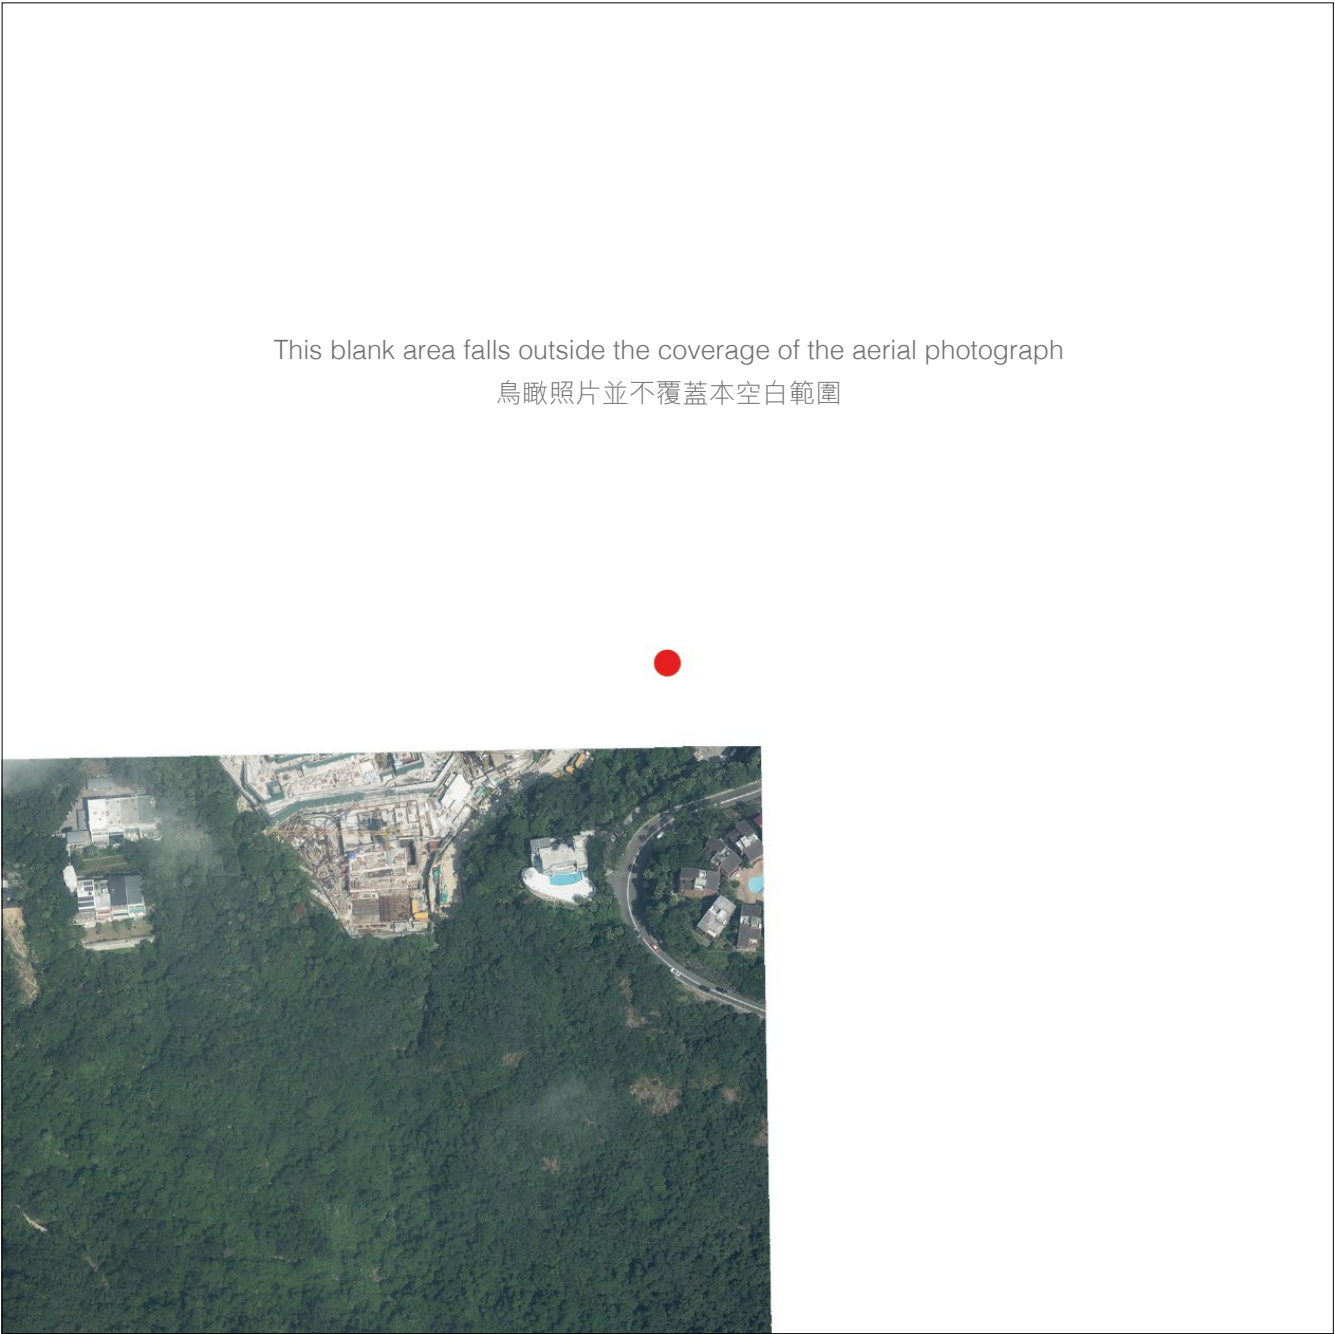 This blank area falls outside the coverage of the aerial photograph
鳥瞰照片並不覆蓋本空白範圍